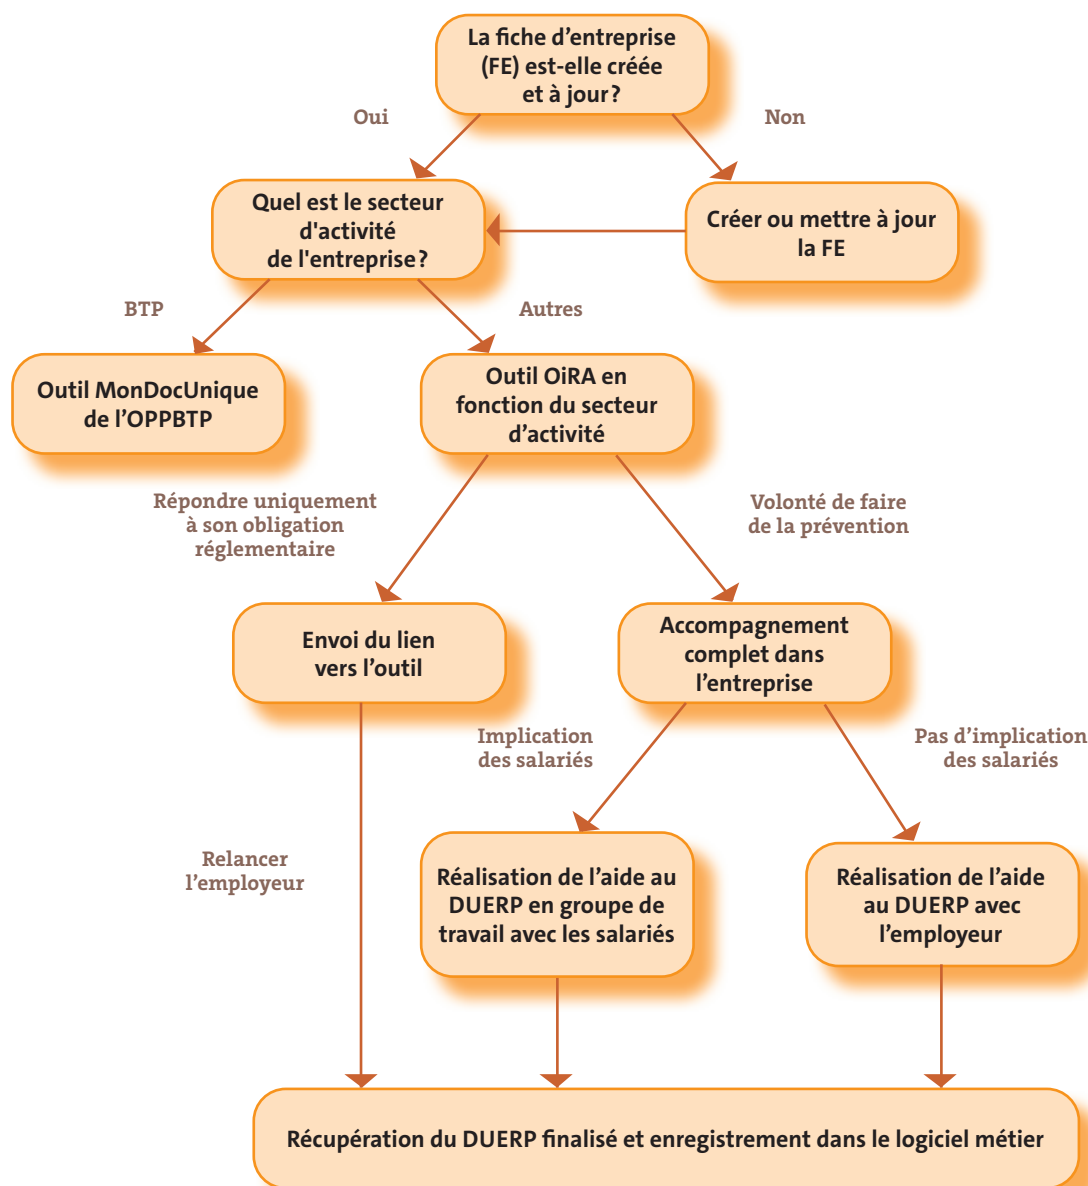 La fiche d'entreprise
(FE) est-elle créée
et à jour ?
Oui
Non
Quel est le secteur
d'activité
de l'entreprise ?
Créer ou mettre à jour
la FE
BTP
Autres
Outil MonDocUnique
de l’OPPBTP
Outil OiRA en
fonction du secteur
d’activité
Répondre uniquement
à son obligation
réglementaire
Volonté de faire
de la prévention
Envoi du lien
vers l’outil
Accompagnement
complet dans
l’entreprise
Implication
des salariés
Pas d’implication
des salariés
Relancer
l’employeur
Réalisation de l’aide au
DUERP en groupe de
travail avec les salariés
Réalisation de l’aide
au DUERP avec
l’employeur
Récupération du DUERP finalisé et enregistrement dans le logiciel métier